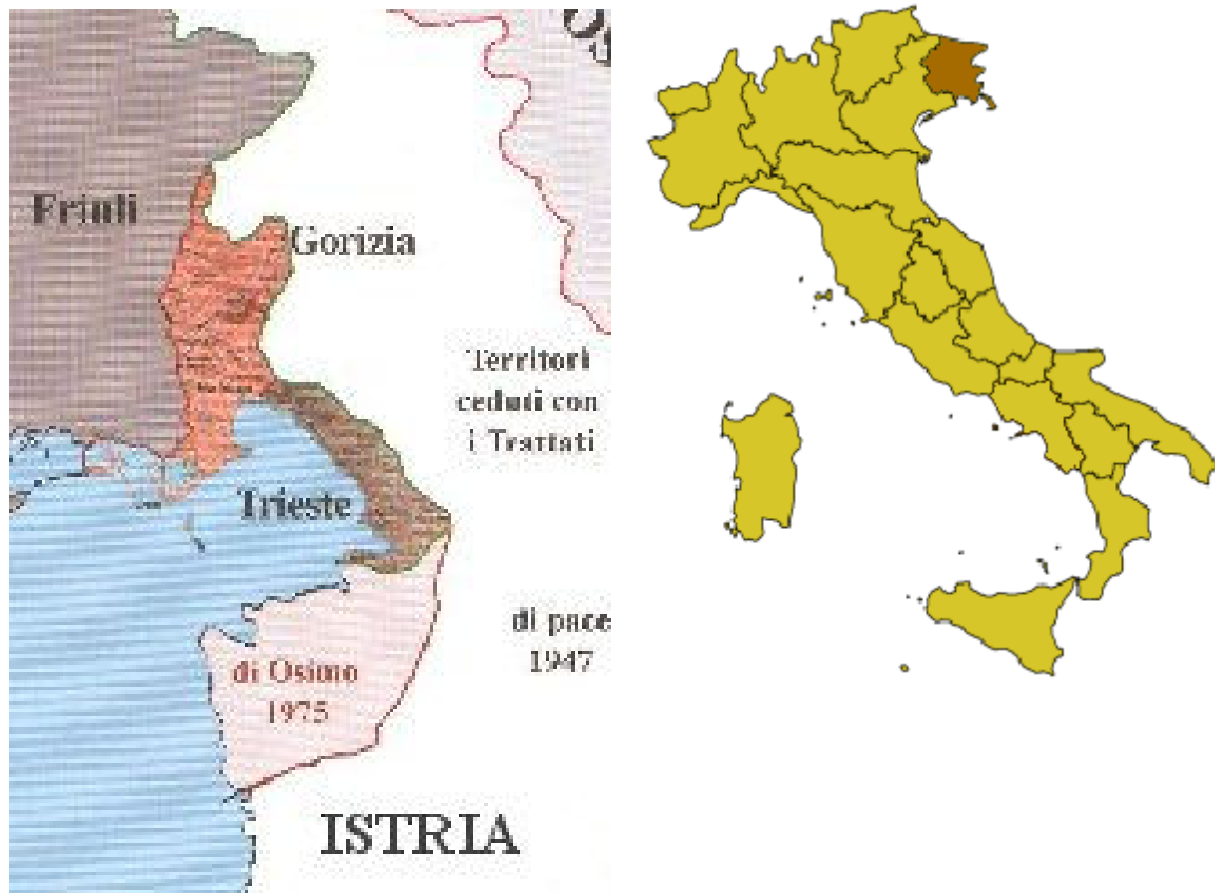 Friuli
Gorizia
Territori
ceduti con
i Trattati
Trieste
di pace
1947
di Osimo
1975
ISTRIA